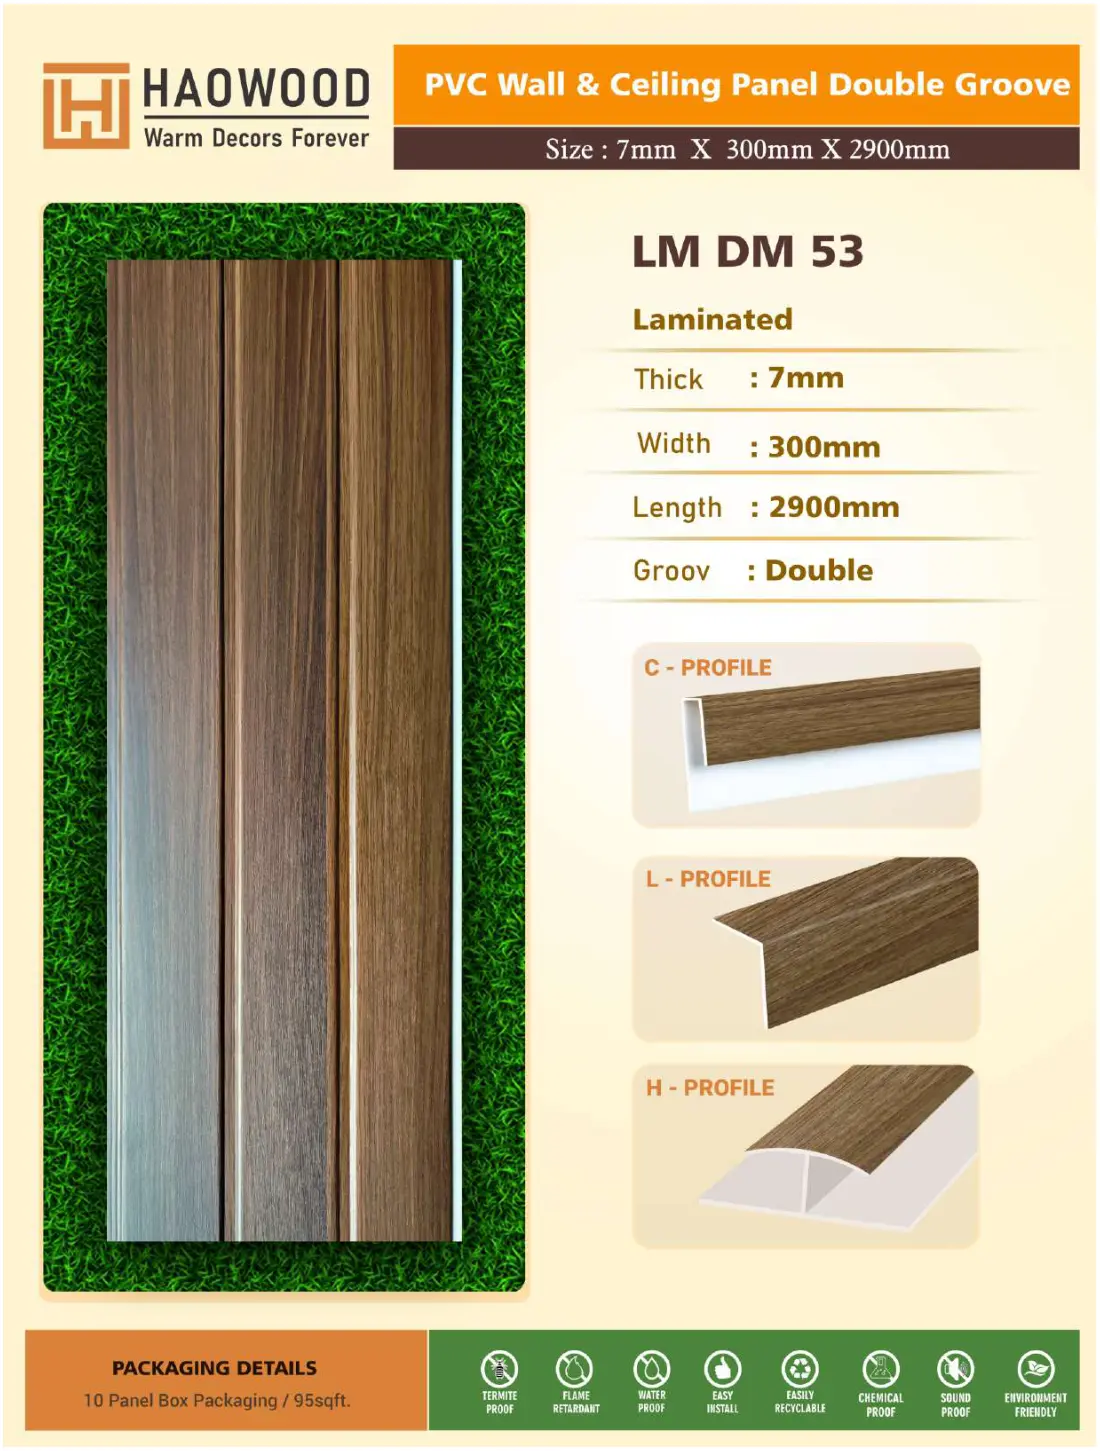 HAOWOOD
Warm Decors Forever
PVC Wall & Ceiling Panel Double Groove
Size : 7mm X 300mm X 2900mm
LM DM 53
Laminated
Thick : 7mm
Width : 300mm
Length : 2900mm
Groov : Double
C - PROFILE
L - PROFILE
H - PROFILE
PACKAGING DETAILS
10 Panel Box Packaging / 95sqft.
TERMITE
PROOF
FLAME
RETARDANT
WATER
PROOF
EASY
INSTALL
EASILY
RECYCLABLE
CHEMICAL
PROOF
SOUND
PROOF
ENVIRONMENT
FRIENDLY